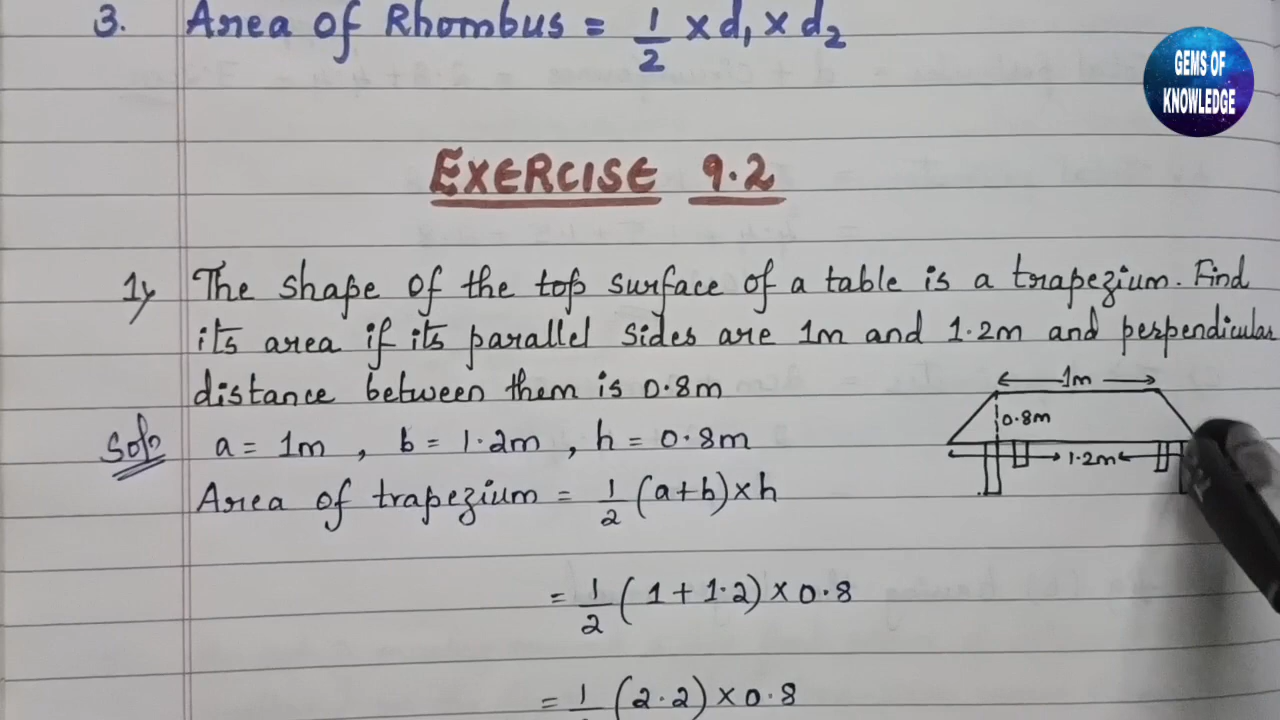 3. Area of Rhombus = 1/2 × d₁ × d₂
GEMS OF
KNOWLEDGE
EXERCISE 9.2
1) The shape of the top surface of a table is a trapezium. Find
its area if its parallel sides are 1m and 1.2m and perpendicular
distance between them is 0.8m
1m
0.8m
1.2m
Soln a = 1m , b = 1.2m , h = 0.8m
Area of trapezium = 1/2 (a+b) × h
= 1/2 (1 + 1.2) × 0.8
= 1/2 (2.2) × 0.8